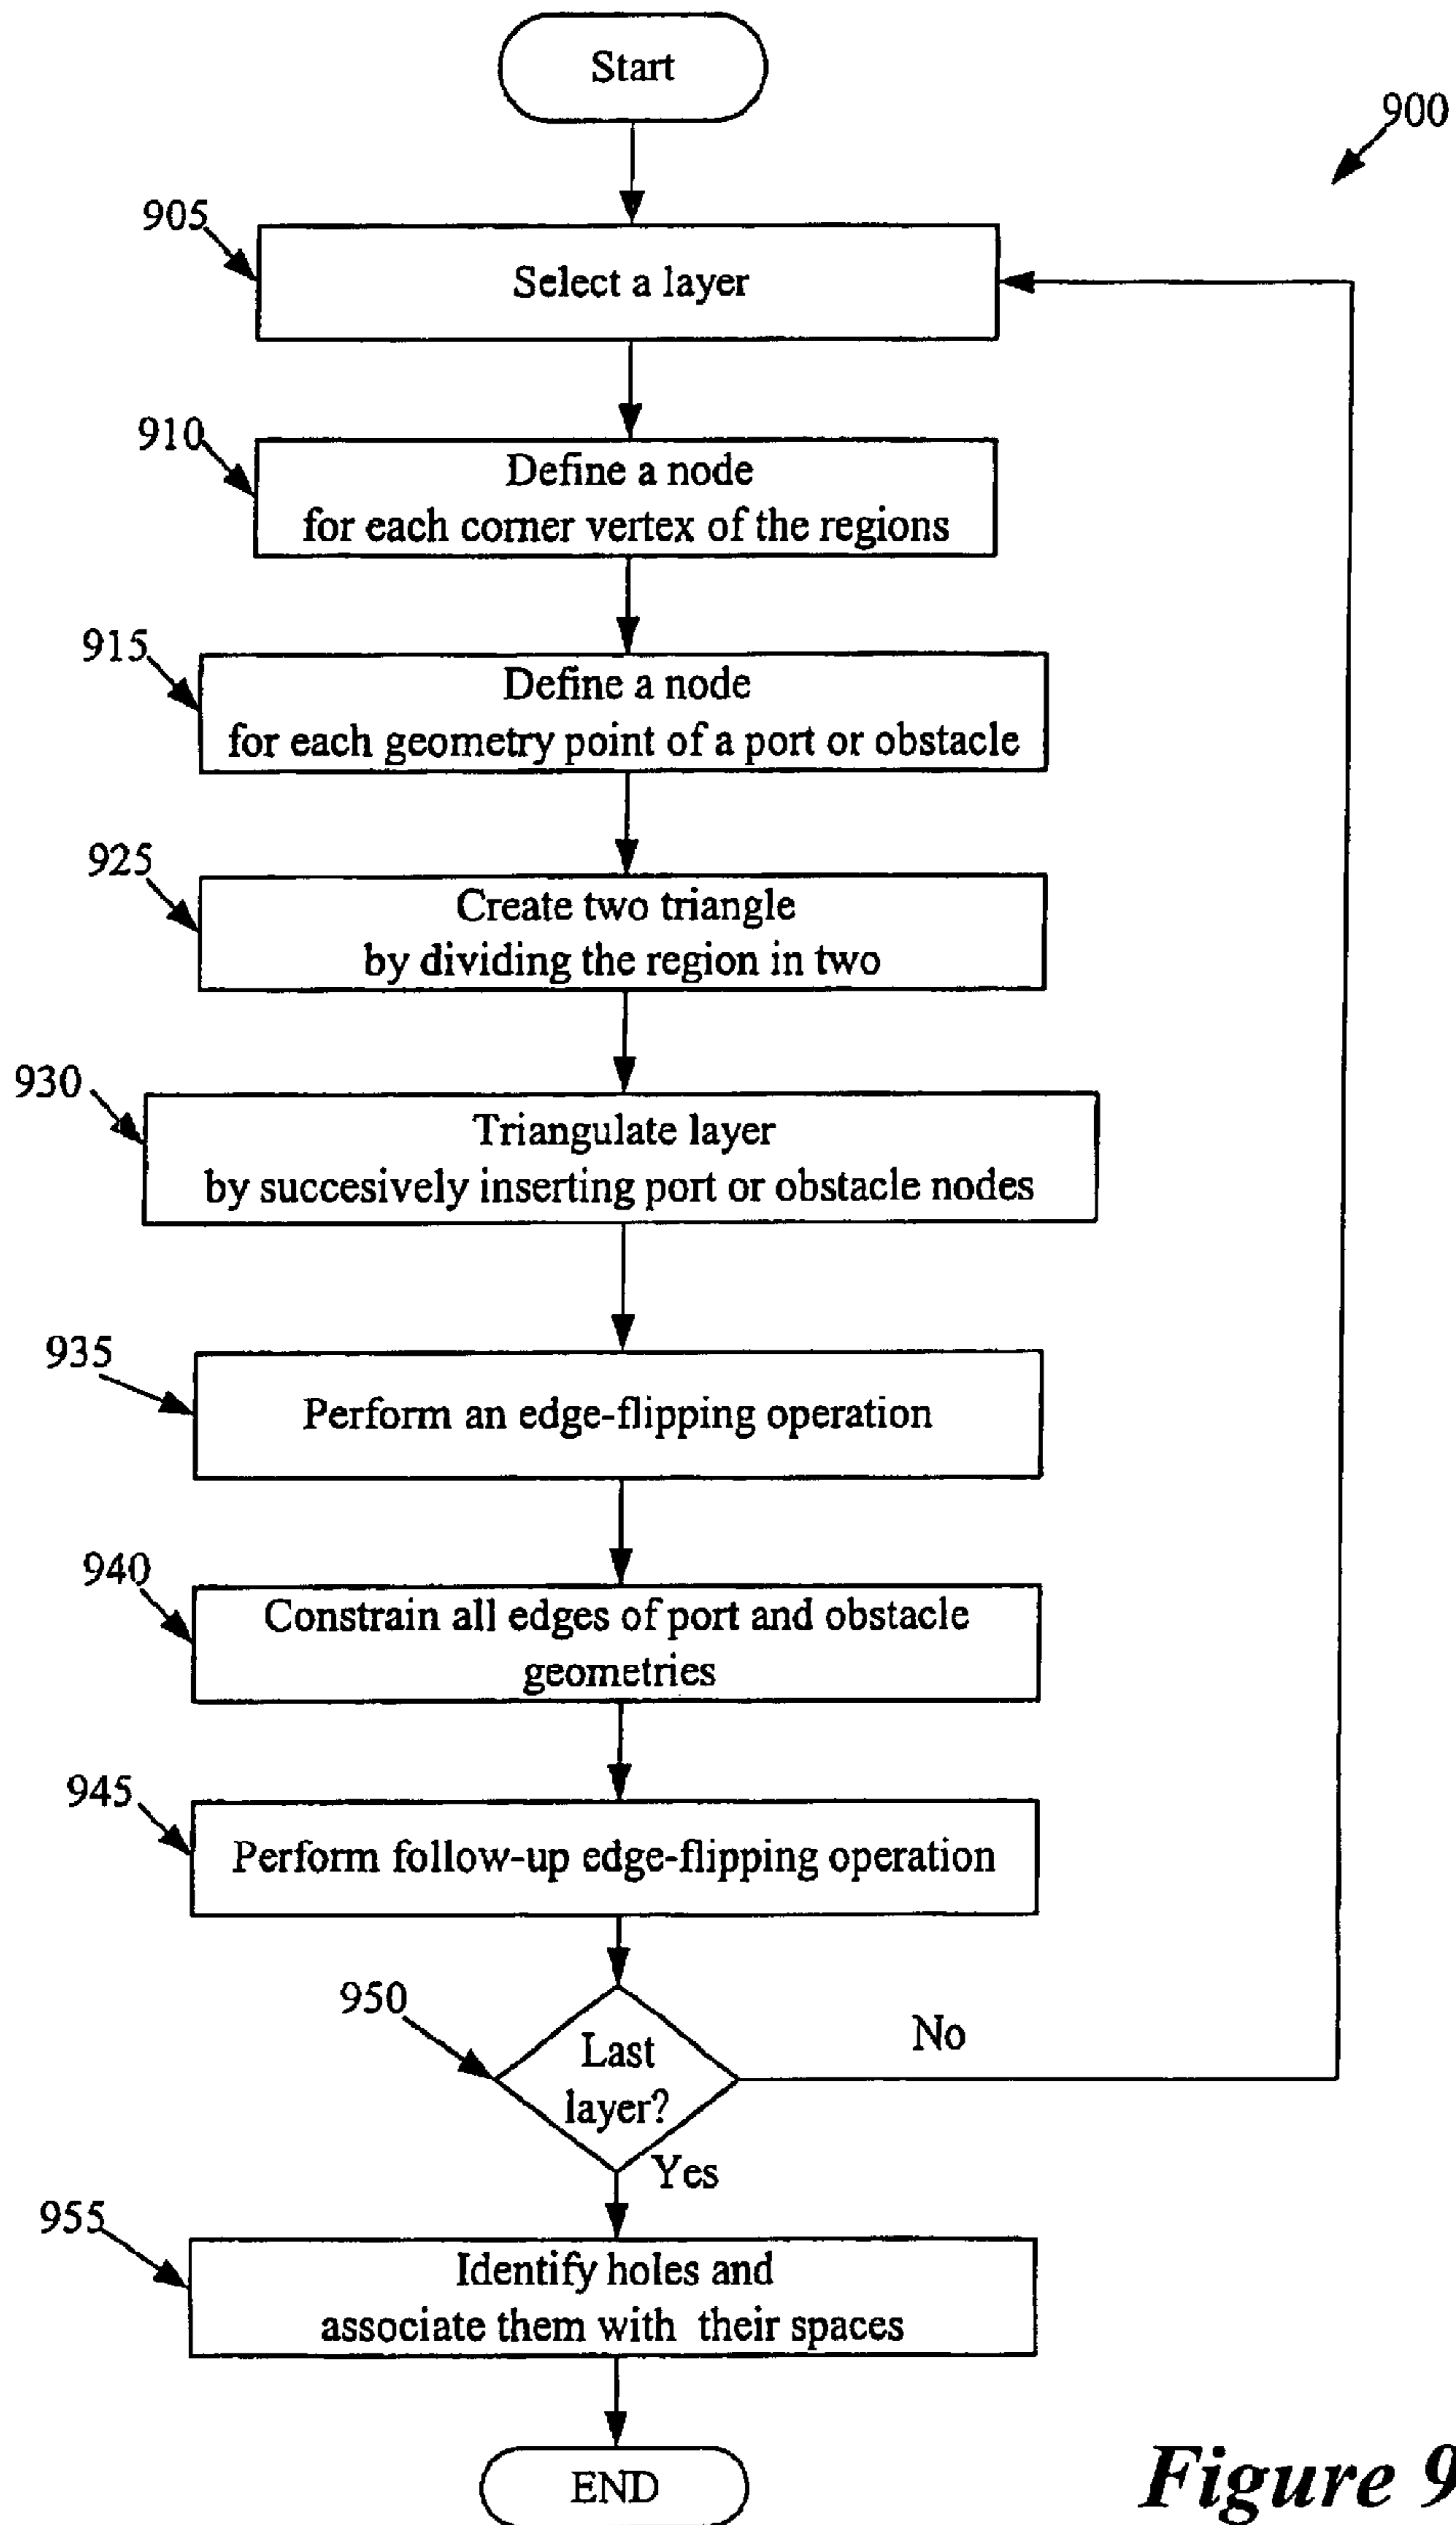 Start
900
905
Select a layer
910
Define a node
for each corner vertex of the regions
915
Define a node
for each geometry point of a port or obstacle
925
Create two triangle
by dividing the region in two
930
Triangulate layer
by succesively inserting port or obstacle nodes
935
Perform an edge-flipping operation
940
Constrain all edges of port and obstacle
geometries
945
Perform follow-up edge-flipping operation
950
Last
layer?
No
Yes
955
Identify holes and
associate them with their spaces
END
Figure 9